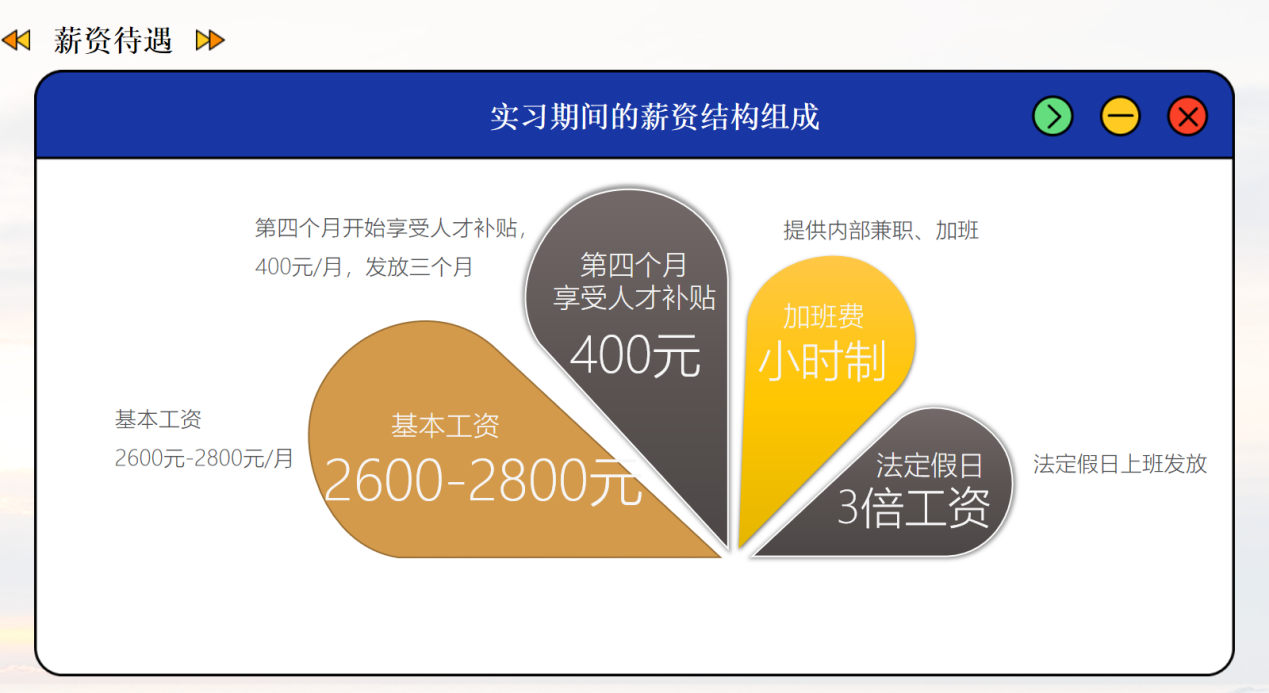 薪资待遇
实习期间的薪资结构组成
第四个月开始享受人才补贴，
400元/月，发放三个月
第四个月
享受人才补贴
400元
提供内部兼职、加班
加班费
小时制
基本工资
2600元-2800元/月
基本工资
2600-2800元
法定假日
3倍工资
法定假日上班发放